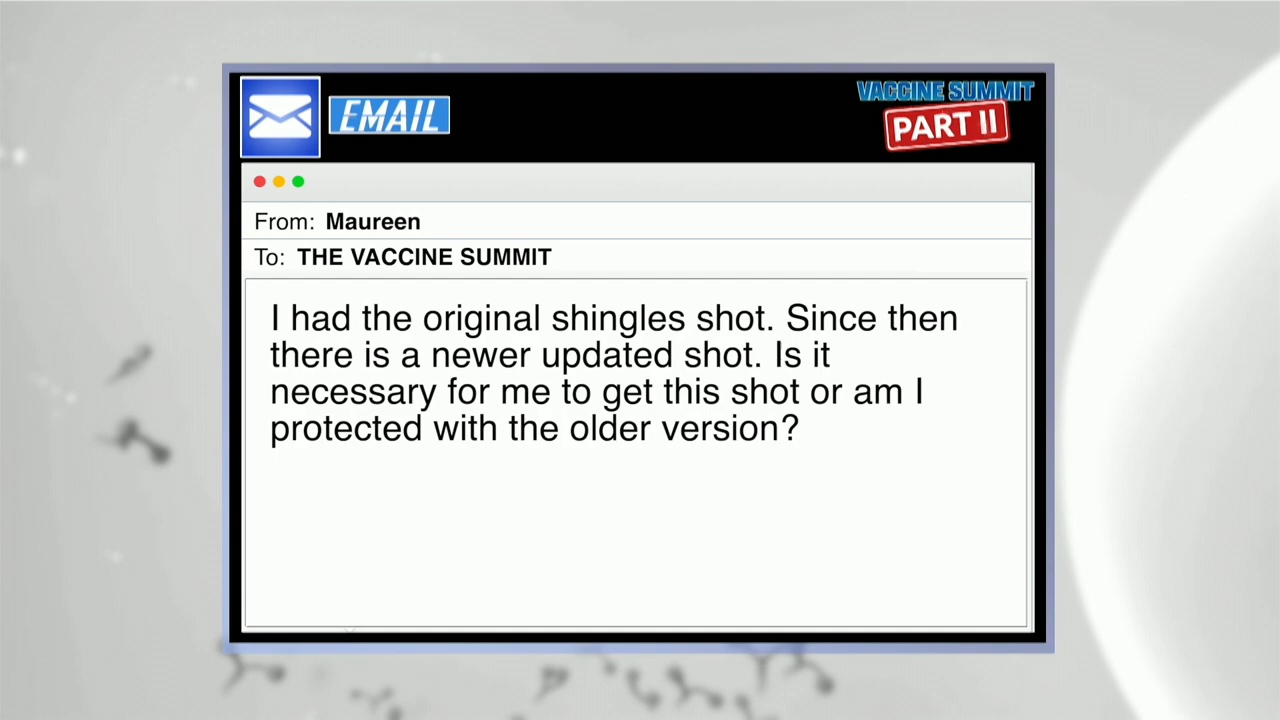 EMAIL
VACCINE SUMMIT
PART II
From: Maureen
To: THE VACCINE SUMMIT
I had the original shingles shot. Since then
there is a newer updated shot. Is it
necessary for me to get this shot or am I
protected with the older version?